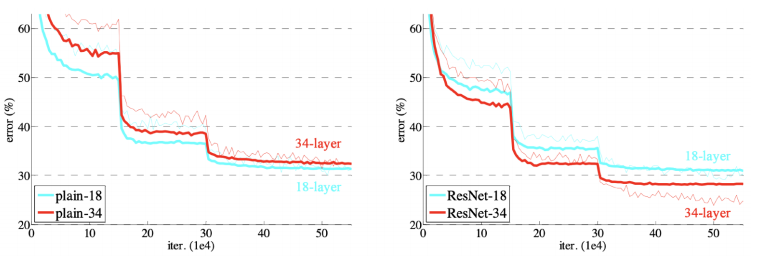 60
50
40
30
20
error (%)
34-layer
18-layer
plain-18
plain-34
0 10 20 30 40 50
iter. (1e4)
60
50
40
30
20
error (%)
18-layer
34-layer
ResNet-18
ResNet-34
0 10 20 30 40 50
iter. (1e4)